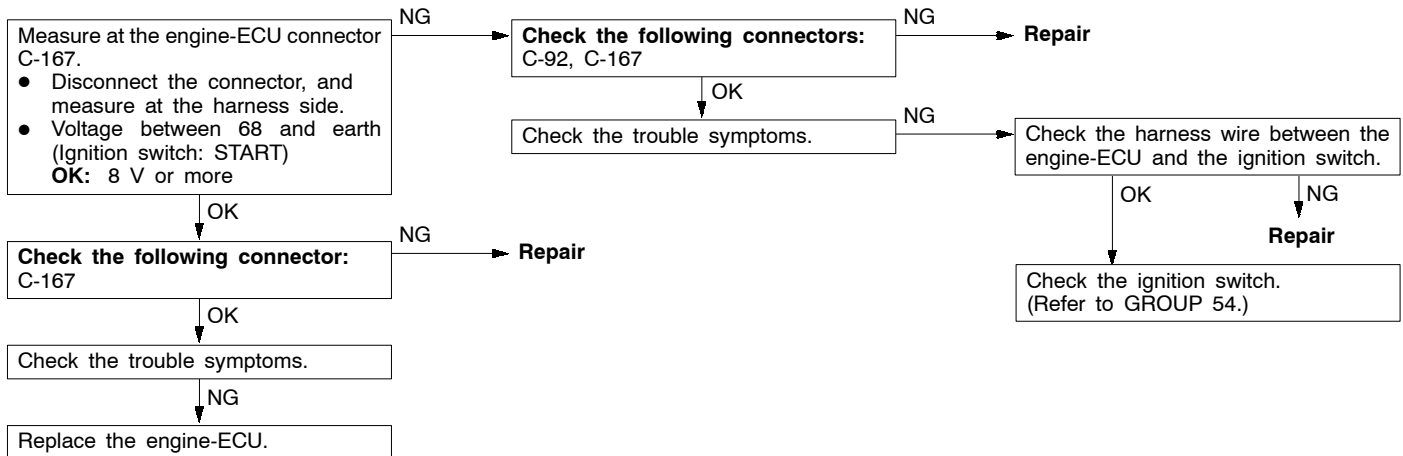 Measure at the engine-ECU connector
C-167.
● Disconnect the connector, and
measure at the harness side.
● Voltage between 68 and earth
(Ignition switch: START)
OK: 8 V or more
NG
Check the following connectors:
C-92, C-167
NG
Repair
OK
Check the trouble symptoms.
NG
Check the harness wire between the
engine-ECU and the ignition switch.
OK
NG
Repair
Check the ignition switch.
(Refer to GROUP 54.)
OK
Check the following connector:
C-167
NG
Repair
OK
Check the trouble symptoms.
NG
Replace the engine-ECU.